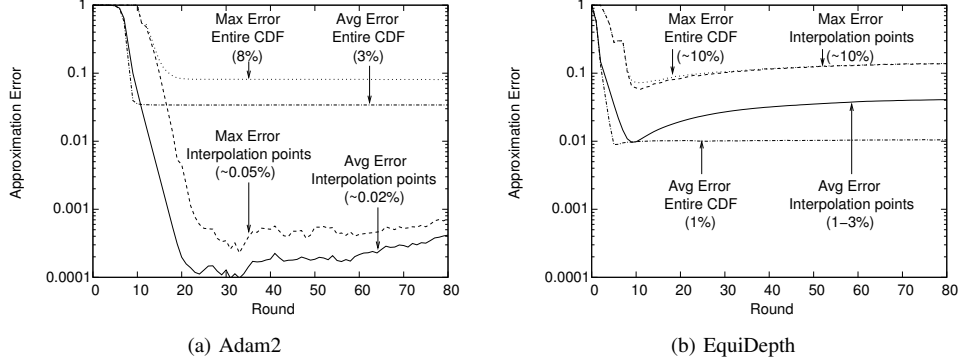 1
0.1
0.01
0.001
0.0001
Approximation Error
0 10 20 30 40 50 60 70 80
Round
Max Error
Entire CDF
(8%)
Avg Error
Entire CDF
(3%)
Max Error
Interpolation points
(~0.05%)
Avg Error
Interpolation points
(~0.02%)
(a) Adam2
1
0.1
0.01
0.001
0.0001
Approximation Error
0 10 20 30 40 50 60 70 80
Round
Max Error
Entire CDF
(~10%)
Max Error
Interpolation points
(~10%)
Avg Error
Entire CDF
(1%)
Avg Error
Interpolation points
(1−3%)
(b) EquiDepth